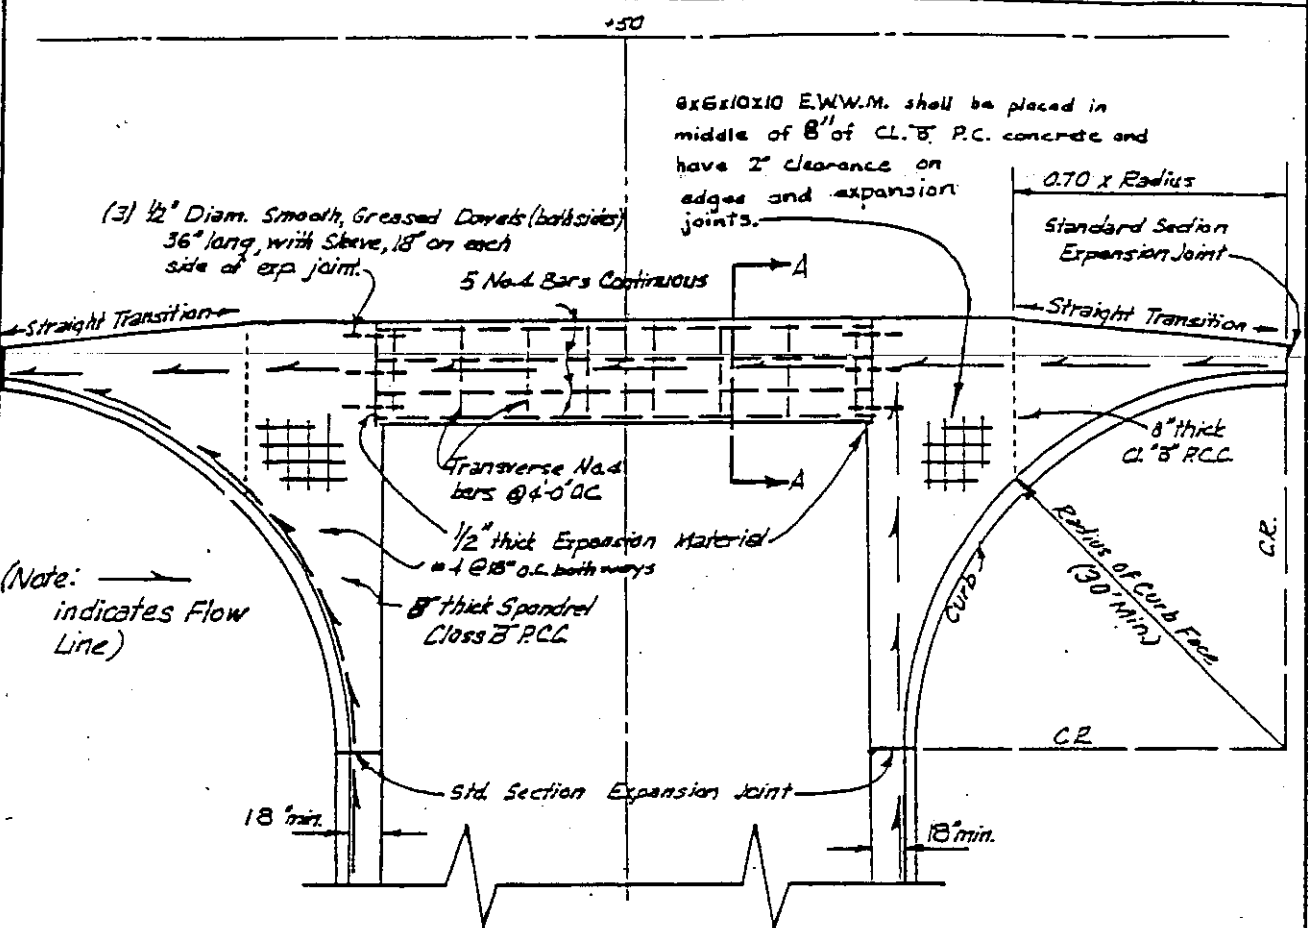 +50
6x6x10x10 E.W.W.M. shall be placed in
middle of 8" of CL. "B" P.C. concrete and
have 2" clearance on
edges and expansion
joints.
0.70 x Radius
Standard Section
Expansion Joint
(3) 1/2" Diam. Smooth, Greased Dowels (both sides)
36" long, with Sleeve, 18" on each
side of exp. joint.
5 No. 4 Bars Continuous
A
Straight Transition
Straight Transition
8" thick
Cl. "B" P.C.C.
Transverse No. 4
bars @ 4'-0" O.C.
A
1/2" thick Expansion Material
#4 @ 18" o.c. both ways
8" thick Spandrel
Class B P.C.C.
(Note:
indicates Flow
Line)
Curb
Radius of Curb Face
(30' Min.)
C.R.
C.R.
Std. Section Expansion Joint
18" min.
18" min.